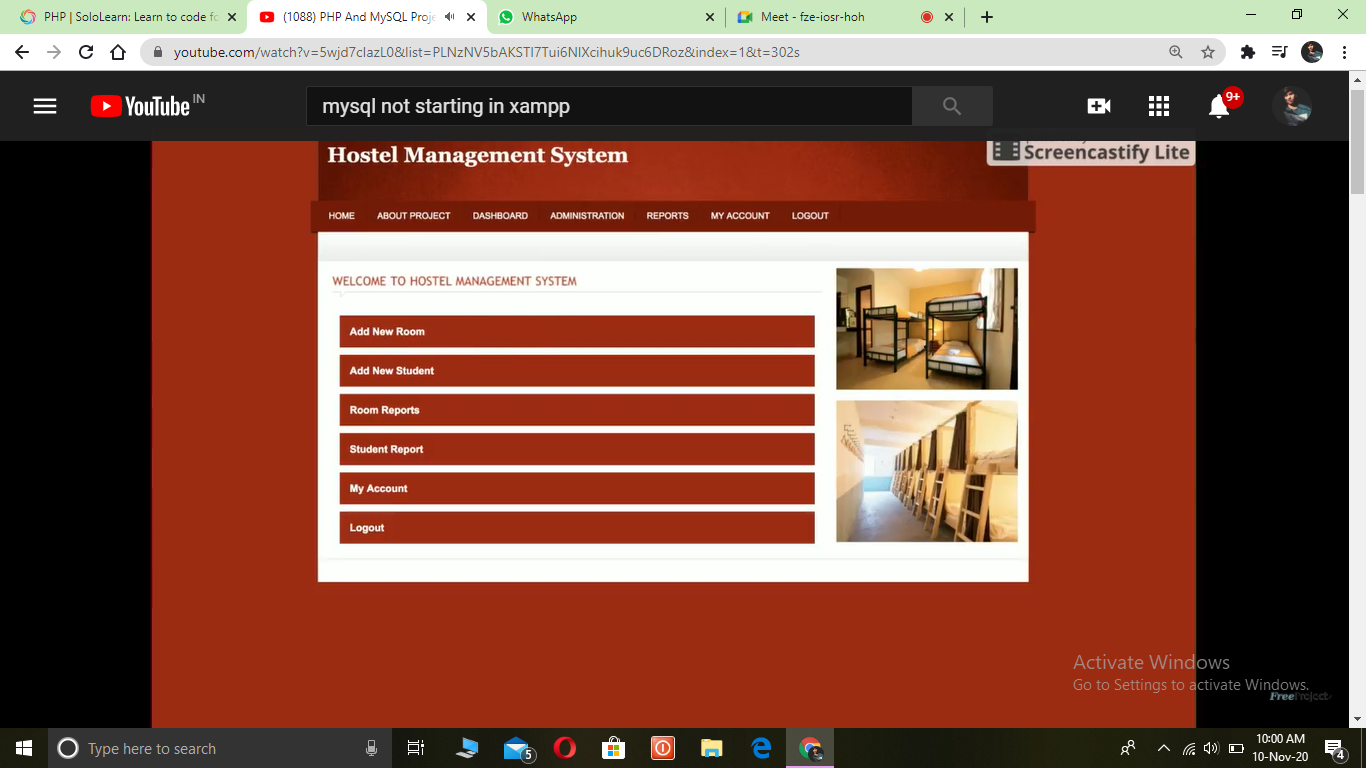 PHP | SoloLearn: Learn to code fo
(1088) PHP And MySQL Proje
WhatsApp
Meet - fze-iosr-hoh
youtube.com/watch?v=5wjd7cIazL0&list=PLNzNV5bAKSTI7Tui6NIXcihuk9uc6DRoz&index=1&t=302s
YouTube IN
mysql not starting in xampp
9+
Hostel Management System
Screencastify Lite
HOME ABOUT PROJECT DASHBOARD ADMINISTRATION REPORTS MY ACCOUNT LOGOUT
WELCOME TO HOSTEL MANAGEMENT SYSTEM
Add New Room
Add New Student
Room Reports
Student Report
My Account
Logout
Activate Windows
Go to Settings to activate Windows.
FreeProject
Type here to search
5
10:00 AM
10-Nov-20
4